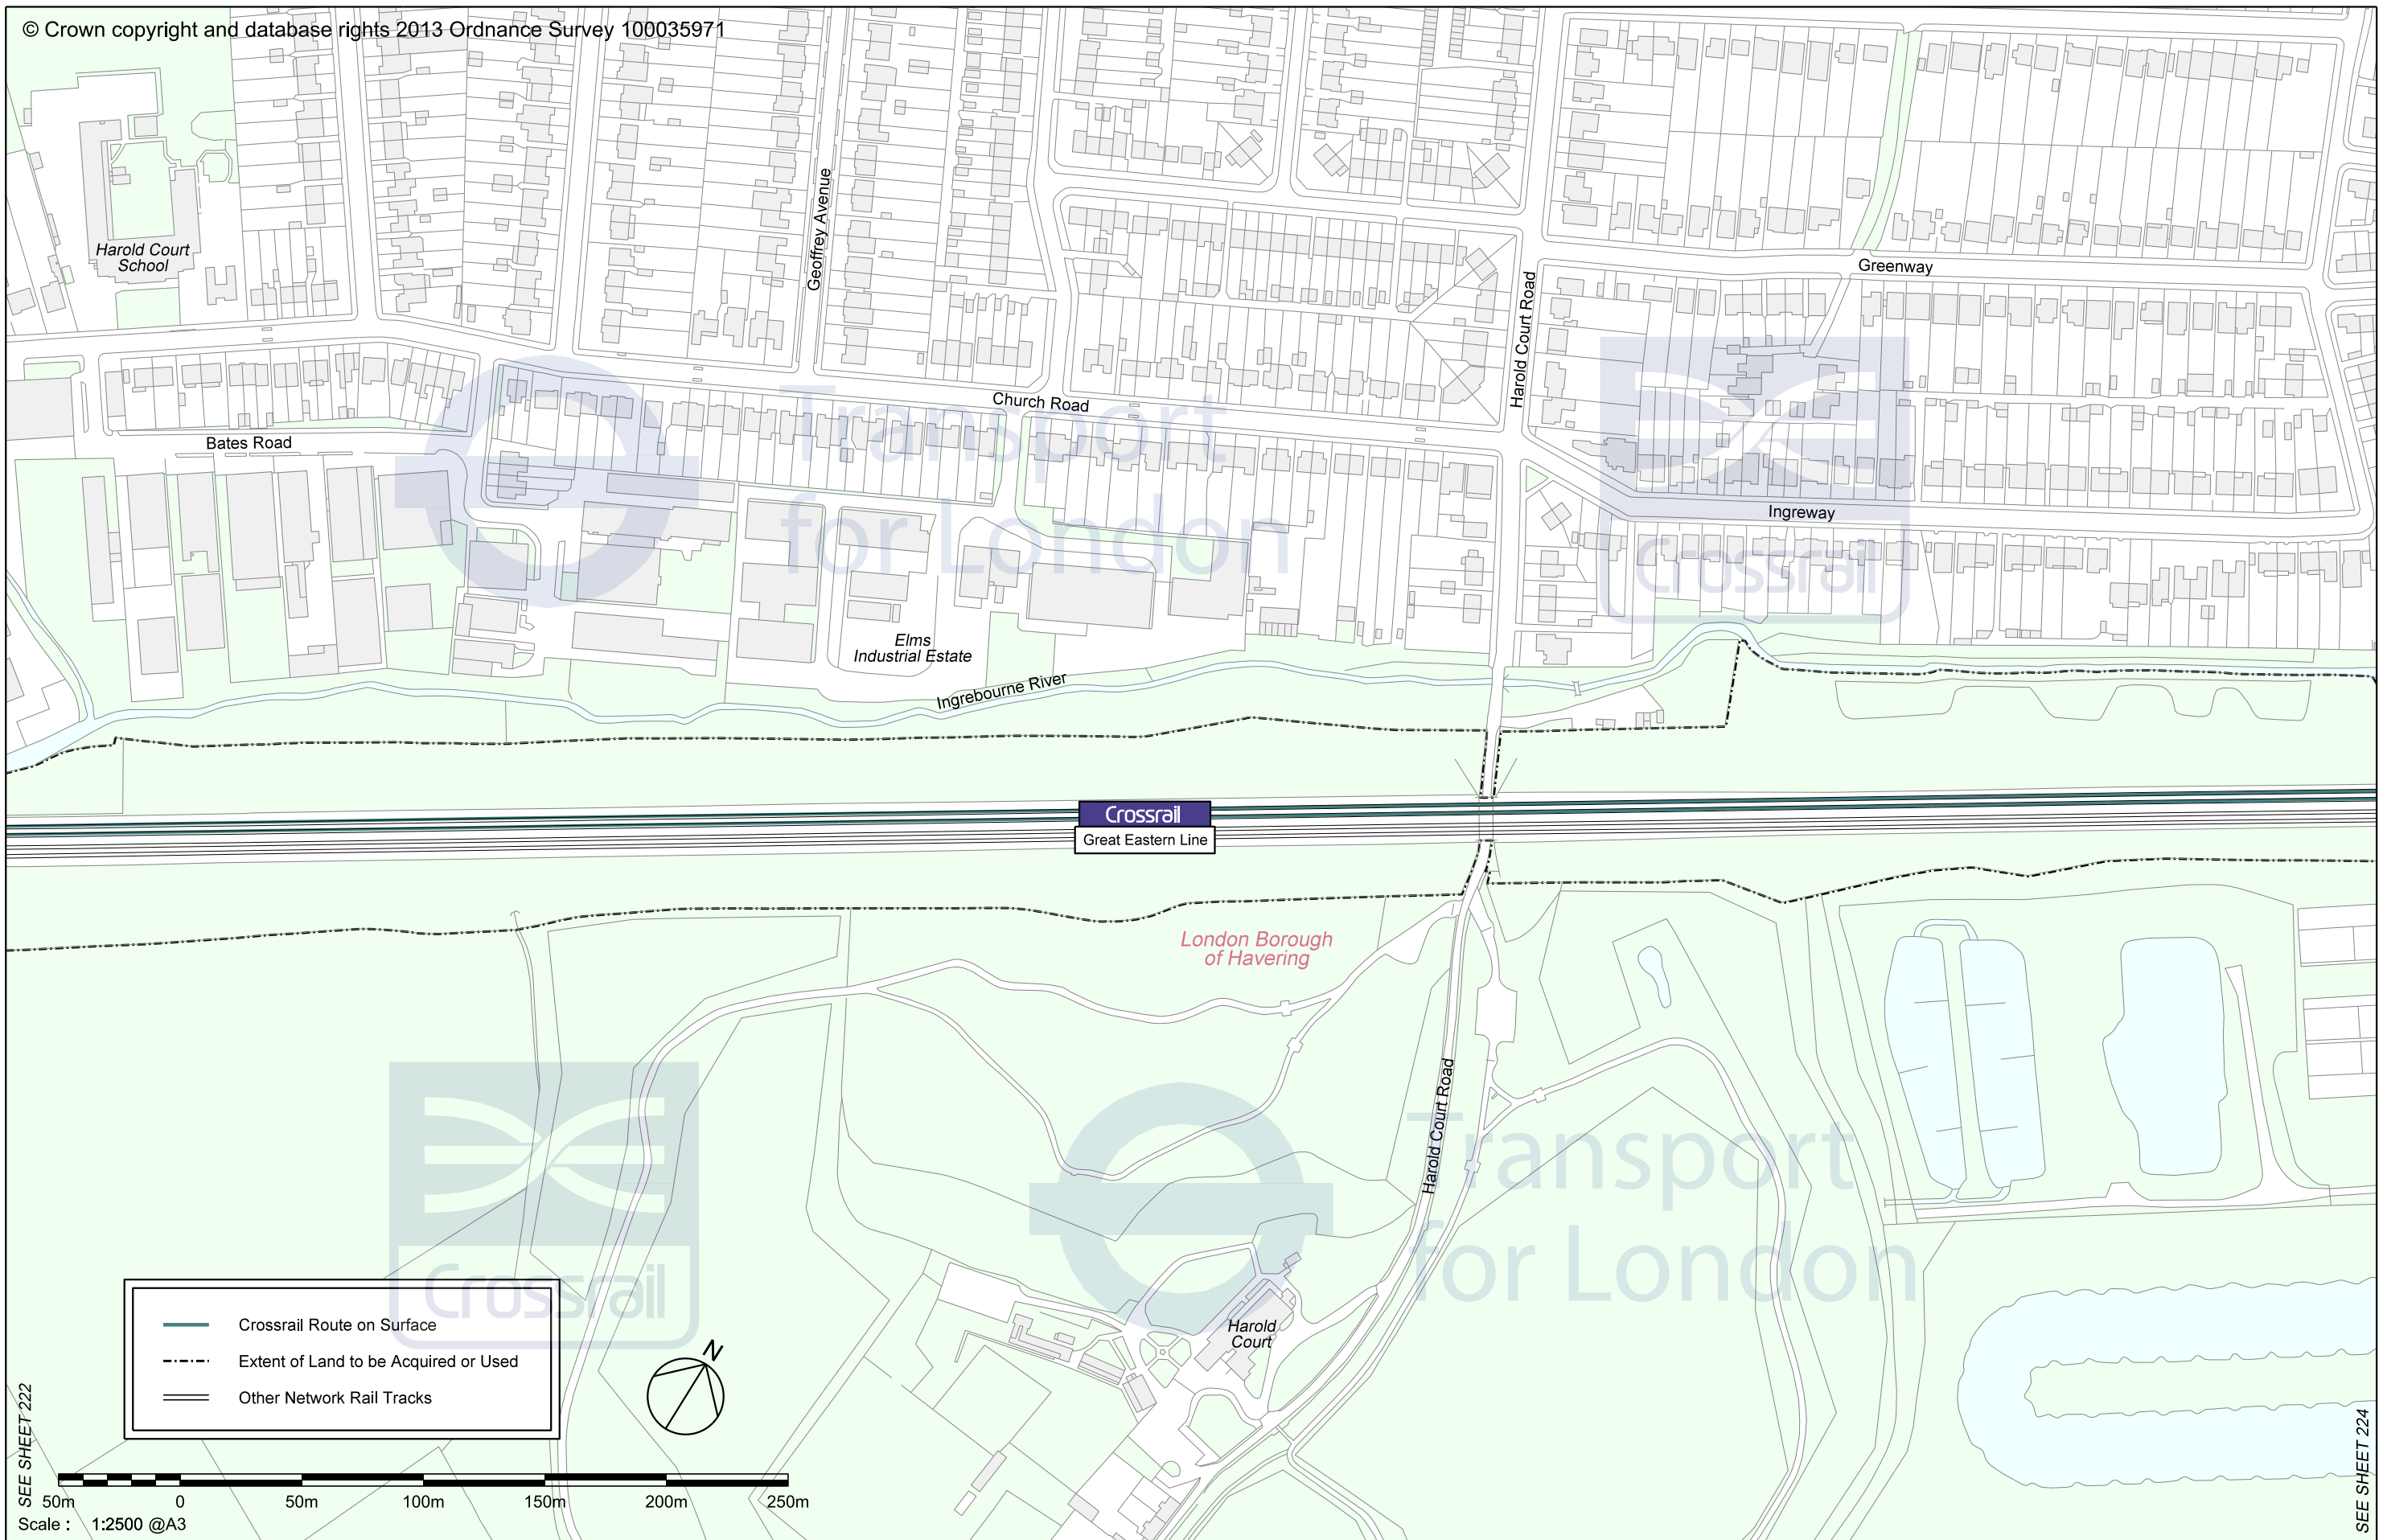 © Crown copyright and database rights 2013 Ordnance Survey 100035971
Harold Court
School
Geoffrey Avenue
Harold Court Road
Greenway
Church Road
Bates Road
Transport
for London
Ingreway
Crossrail
Elms
Industrial Estate
Ingrebourne River
Crossrail
Great Eastern Line
London Borough
of Havering
Harold Court Road
Transport
for London
Crossrail
Harold
Court
Crossrail Route on Surface
Extent of Land to be Acquired or Used
Other Network Rail Tracks
N
SEE SHEET 222
SEE SHEET 224
50m 0 50m 100m 150m 200m 250m
Scale : 1:2500 @A3